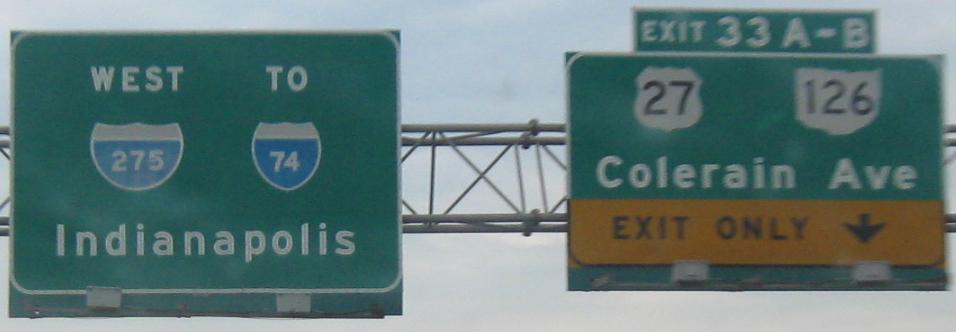 WEST TO
275 74
Indianapolis
EXIT 33 A-B
27 126
Colerain Ave
EXIT ONLY